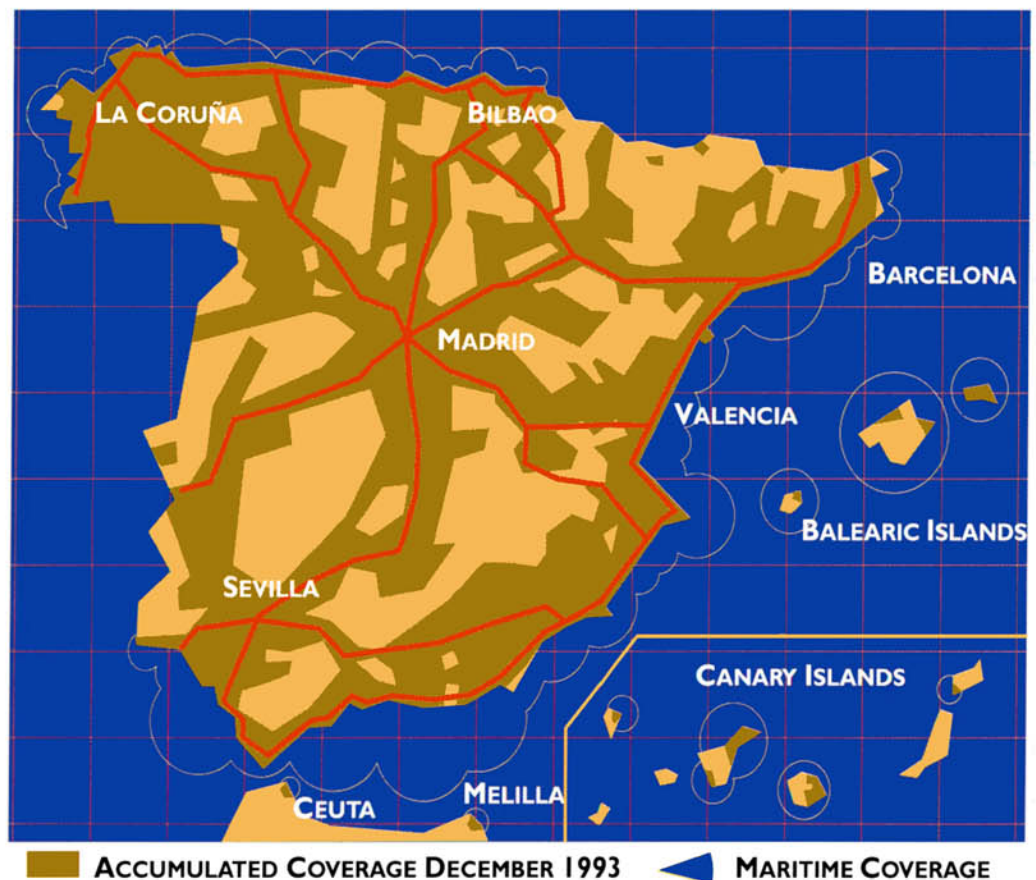 LA CORUÑA
BILBAO
BARCELONA
MADRID
VALENCIA
BALEARIC ISLANDS
SEVILLA
CANARY ISLANDS
CEUTA
MELILLA
ACCUMULATED COVERAGE DECEMBER 1993
MARITIME COVERAGE